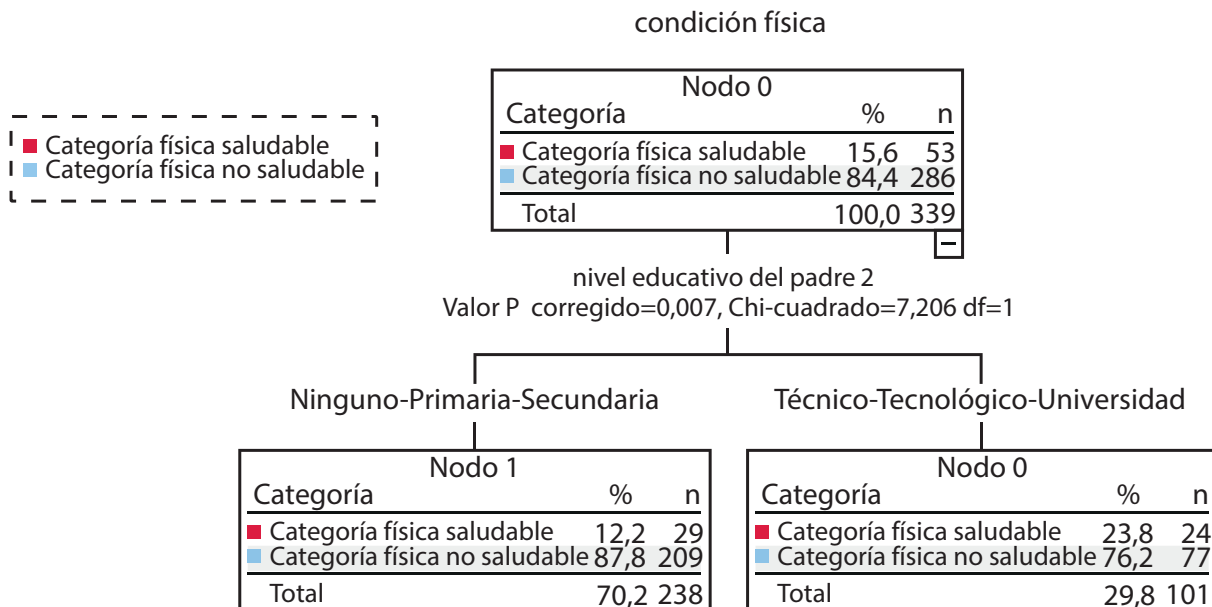 condición física
Categoría física saludable
Categoría física no saludable
Nodo 0
Categoría % n
Categoría física saludable 15,6 53
Categoría física no saludable 84,4 286
Total 100,0 339
nivel educativo del padre 2
Valor P corregido=0,007, Chi-cuadrado=7,206 df=1
Ninguno-Primaria-Secundaria
Técnico-Tecnológico-Universidad
Nodo 1
Categoría % n
Categoría física saludable 12,2 29
Categoría física no saludable 87,8 209
Total 70,2 238
Nodo 0
Categoría % n
Categoría física saludable 23,8 24
Categoría física no saludable 76,2 77
Total 29,8 101